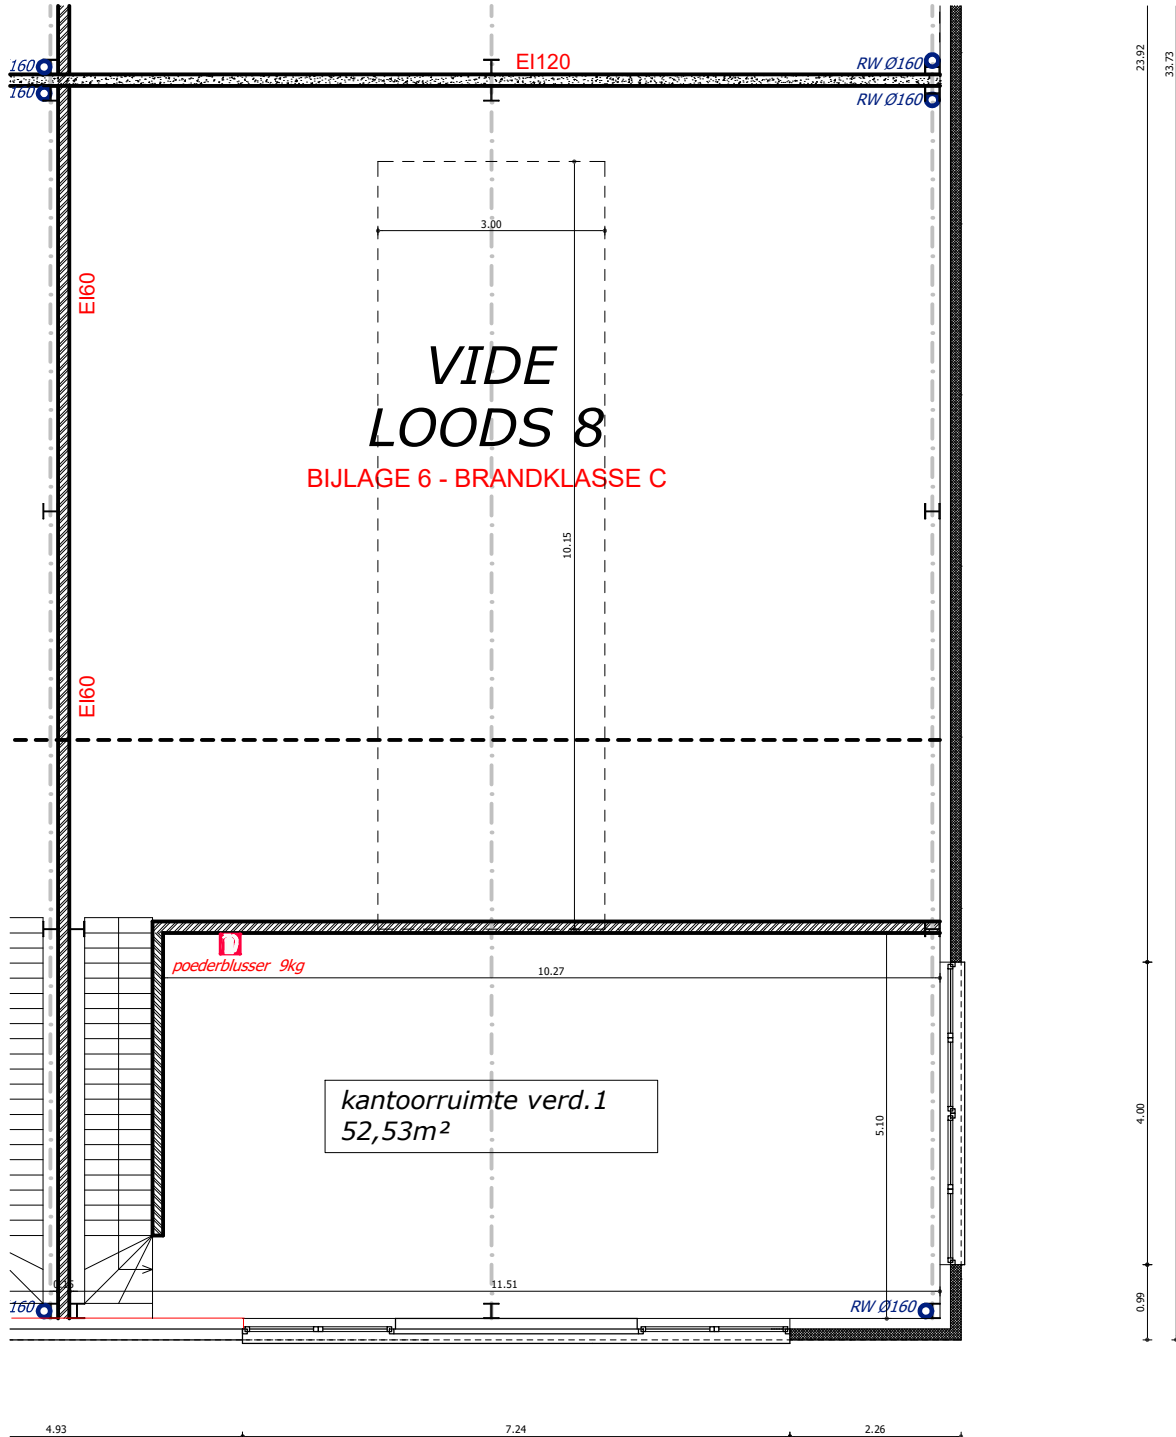 160
EI120
RW Ø160
23.92
33.73
160
RW Ø160
3.00
EI60
VIDE
LOODS 8
BIJLAGE 6 - BRANDKLASSE C
10.15
EI60
poederblusser 9kg
10.27
kantoorruimte verd.1
52,53m²
5.10
4.00
11.51
160
RW Ø160
0.99
4.93
7.24
2.26